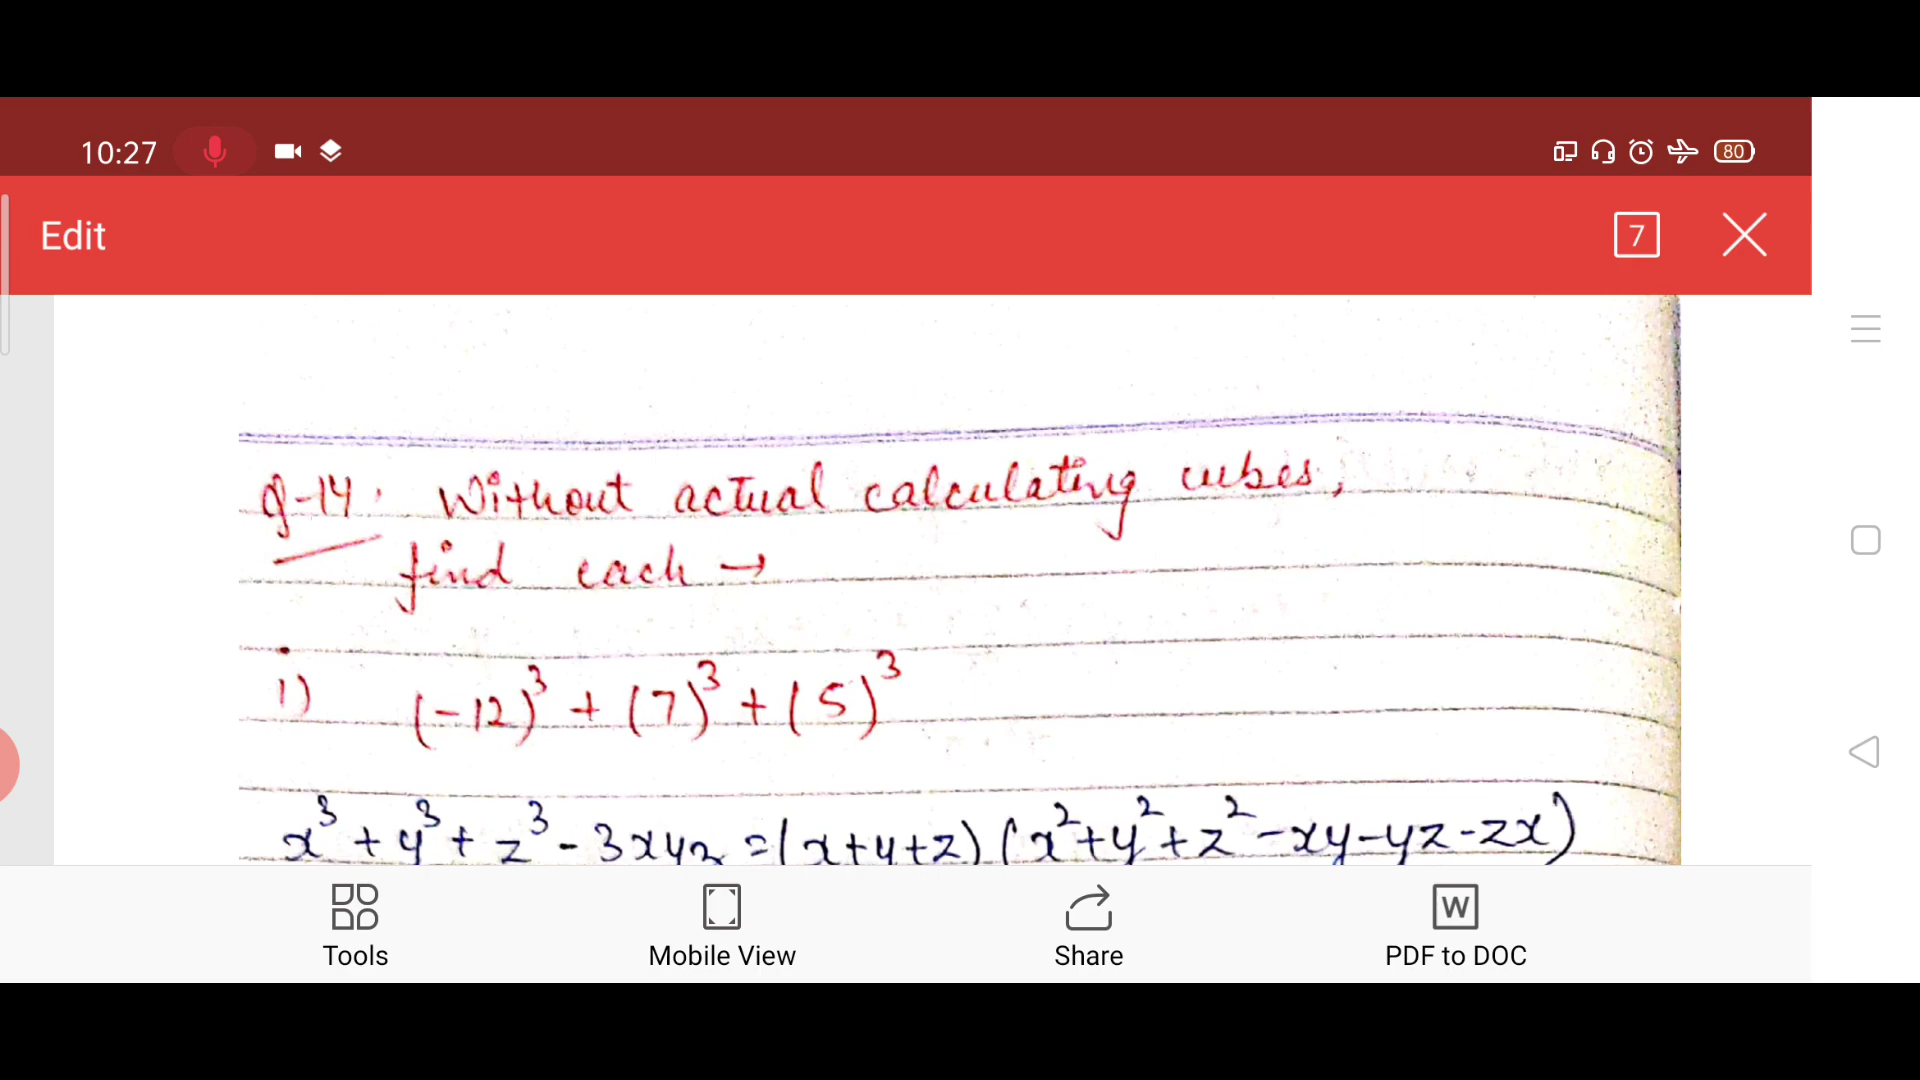 10:27
80
Edit
7
Q-14. Without actual calculating cubes,
find each →
i) (-12)³ + (7)³ + (5)³
x³ + y³ + z³ - 3xyz = (x+y+z) (x²+y²+z²-xy-yz-zx)
Tools
Mobile View
Share
W
PDF to DOC